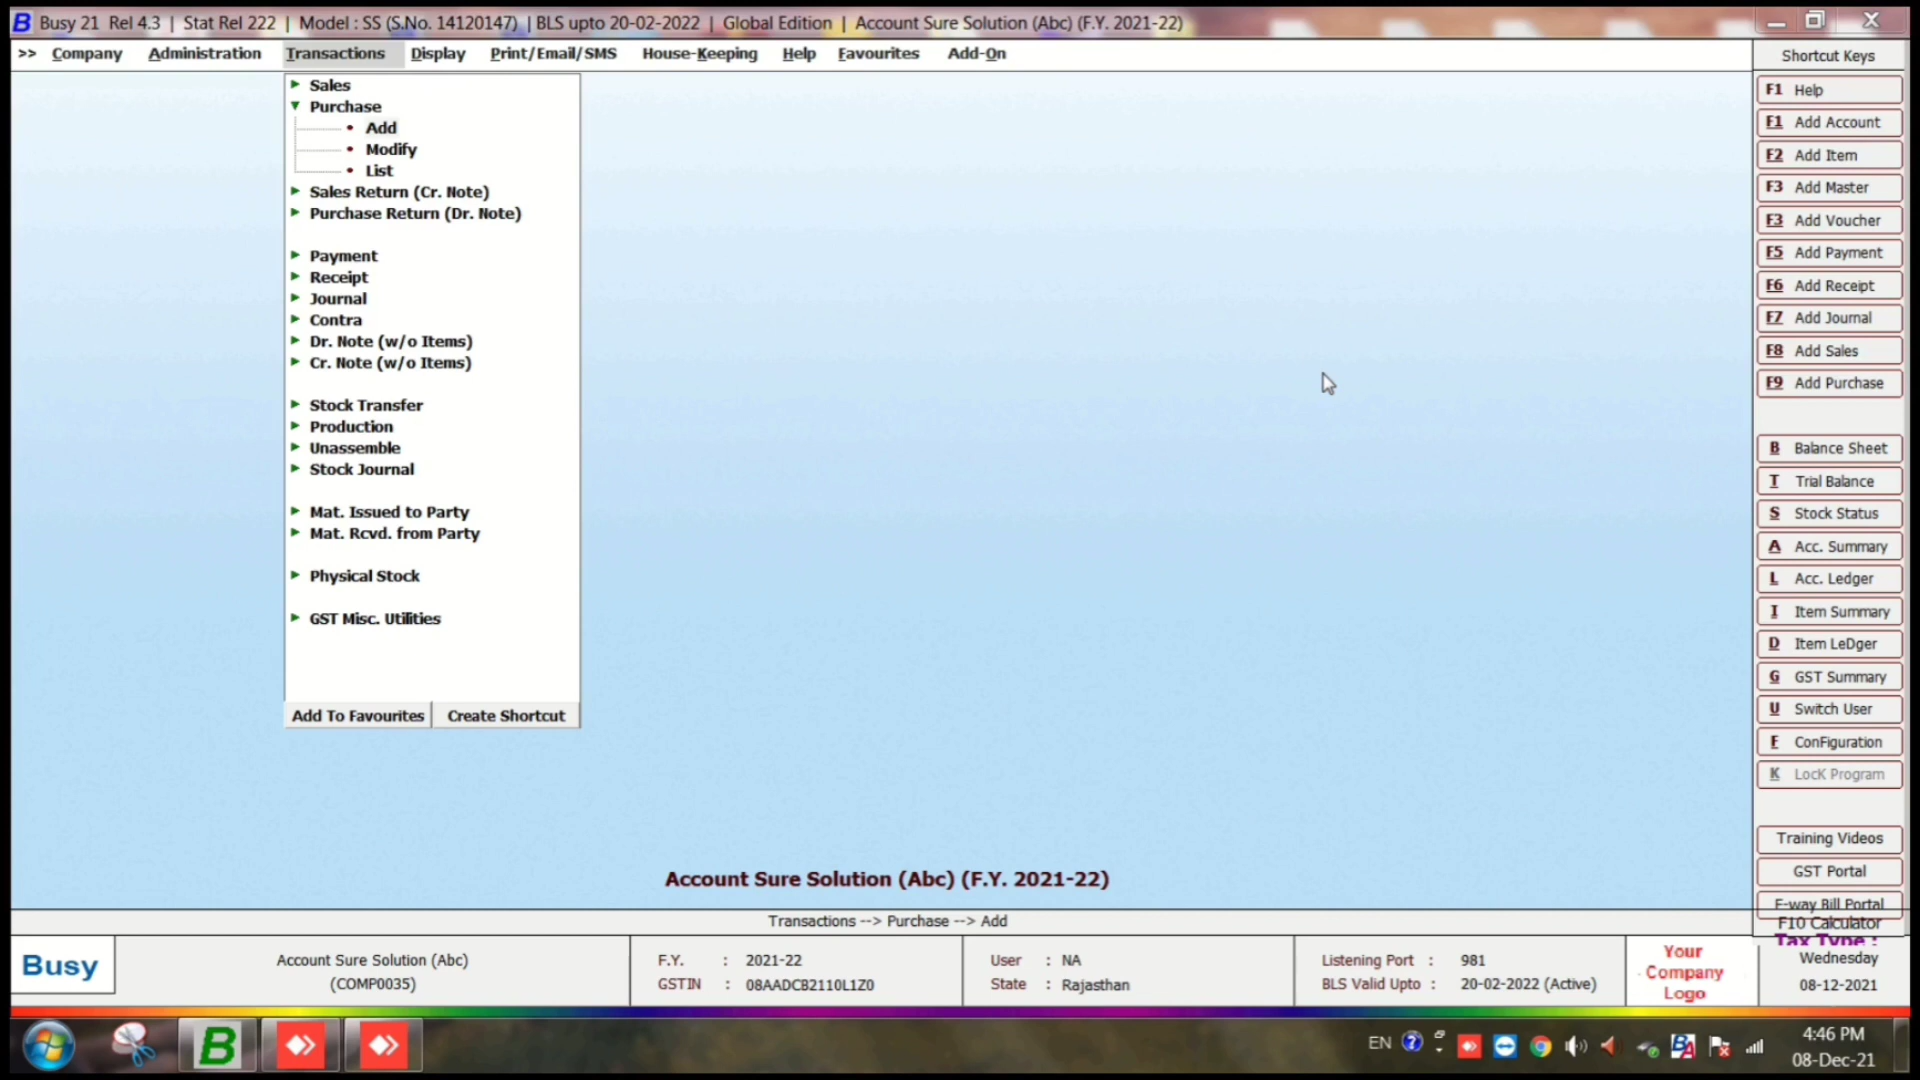 Busy 21 Rel 4.3 | Stat Rel 222 | Model : SS (S.No. 14120147) | BLS upto 20-02-2022 | Global Edition | Account Sure Solution (Abc) (F.Y. 2021-22)
>> Company Administration Transactions Display Print/Email/SMS House-Keeping Help Favourites Add-On
Sales
Purchase
Add
Modify
List
Sales Return (Cr. Note)
Purchase Return (Dr. Note)
Payment
Receipt
Journal
Contra
Dr. Note (w/o Items)
Cr. Note (w/o Items)
Stock Transfer
Production
Unassemble
Stock Journal
Mat. Issued to Party
Mat. Rcvd. from Party
Physical Stock
GST Misc. Utilities
Add To Favourites Create Shortcut
Shortcut Keys
F1 Help
F1 Add Account
F2 Add Item
F3 Add Master
F3 Add Voucher
F5 Add Payment
F6 Add Receipt
F7 Add Journal
F8 Add Sales
F9 Add Purchase
B Balance Sheet
T Trial Balance
S Stock Status
A Acc. Summary
L Acc. Ledger
I Item Summary
D Item LeDger
G GST Summary
U Switch User
F ConFiguration
K LocK Program
Training Videos
GST Portal
E-way Bill Portal
F10 Calculator
Tax Type :
Account Sure Solution (Abc) (F.Y. 2021-22)
Transactions --> Purchase --> Add
Busy
Account Sure Solution (Abc)
(COMP0035)
F.Y. : 2021-22
GSTIN : 08AADCB2110L1Z0
User : NA
State : Rajasthan
Listening Port : 981
BLS Valid Upto : 20-02-2022 (Active)
Your
Company
Logo
Wednesday
08-12-2021
EN
4:46 PM
08-Dec-21